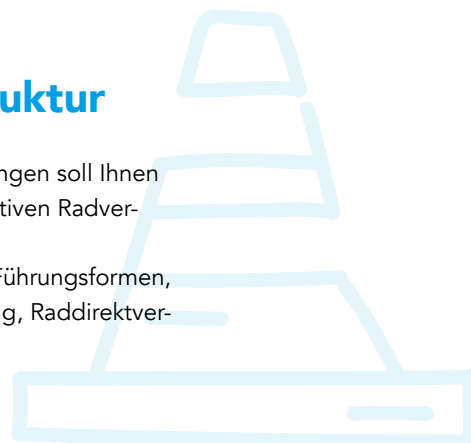 uktur
ngen soll Ihnen
tiven Radver-
Führungsformen,
g, Raddirektver-